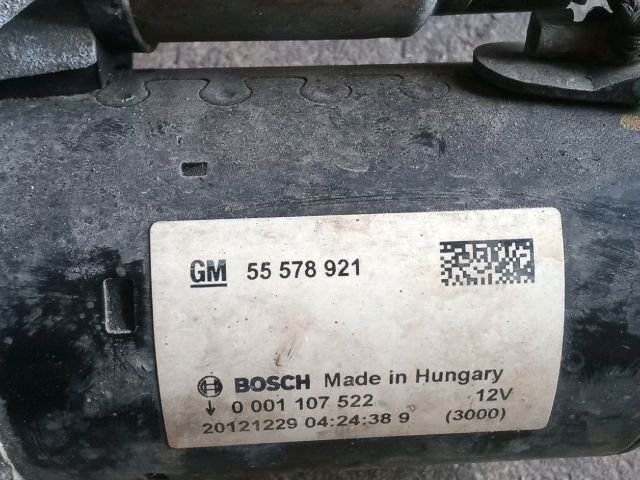 GM 55 578 921
BOSCH Made in Hungary
0 001 107 522 12V
20121229 04:24:38 9 (3000)